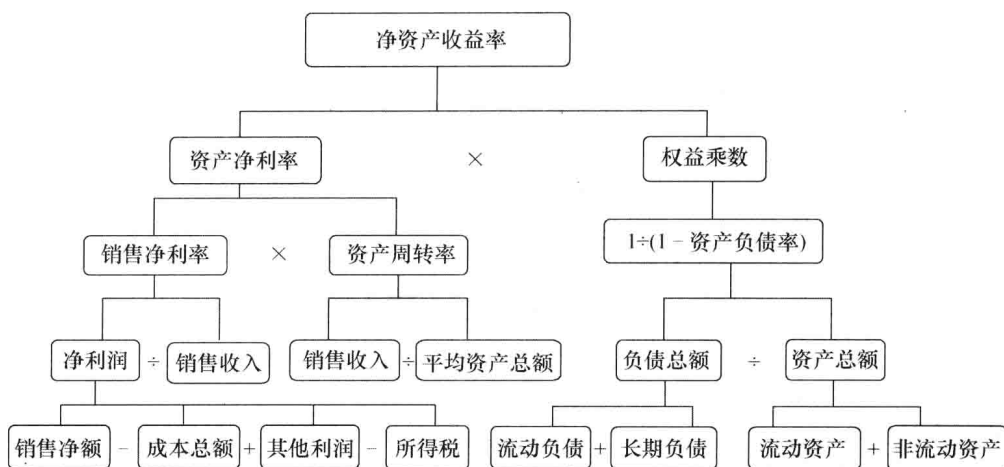 净资产收益率
资产净利率 × 权益乘数
销售净利率 × 资产周转率 1÷(1-资产负债率)
净利润 ÷ 销售收入 销售收入 ÷ 平均资产总额 负债总额 ÷ 资产总额
销售净额 - 成本总额 + 其他利润 - 所得税 流动负债 + 长期负债 流动资产 + 非流动资产